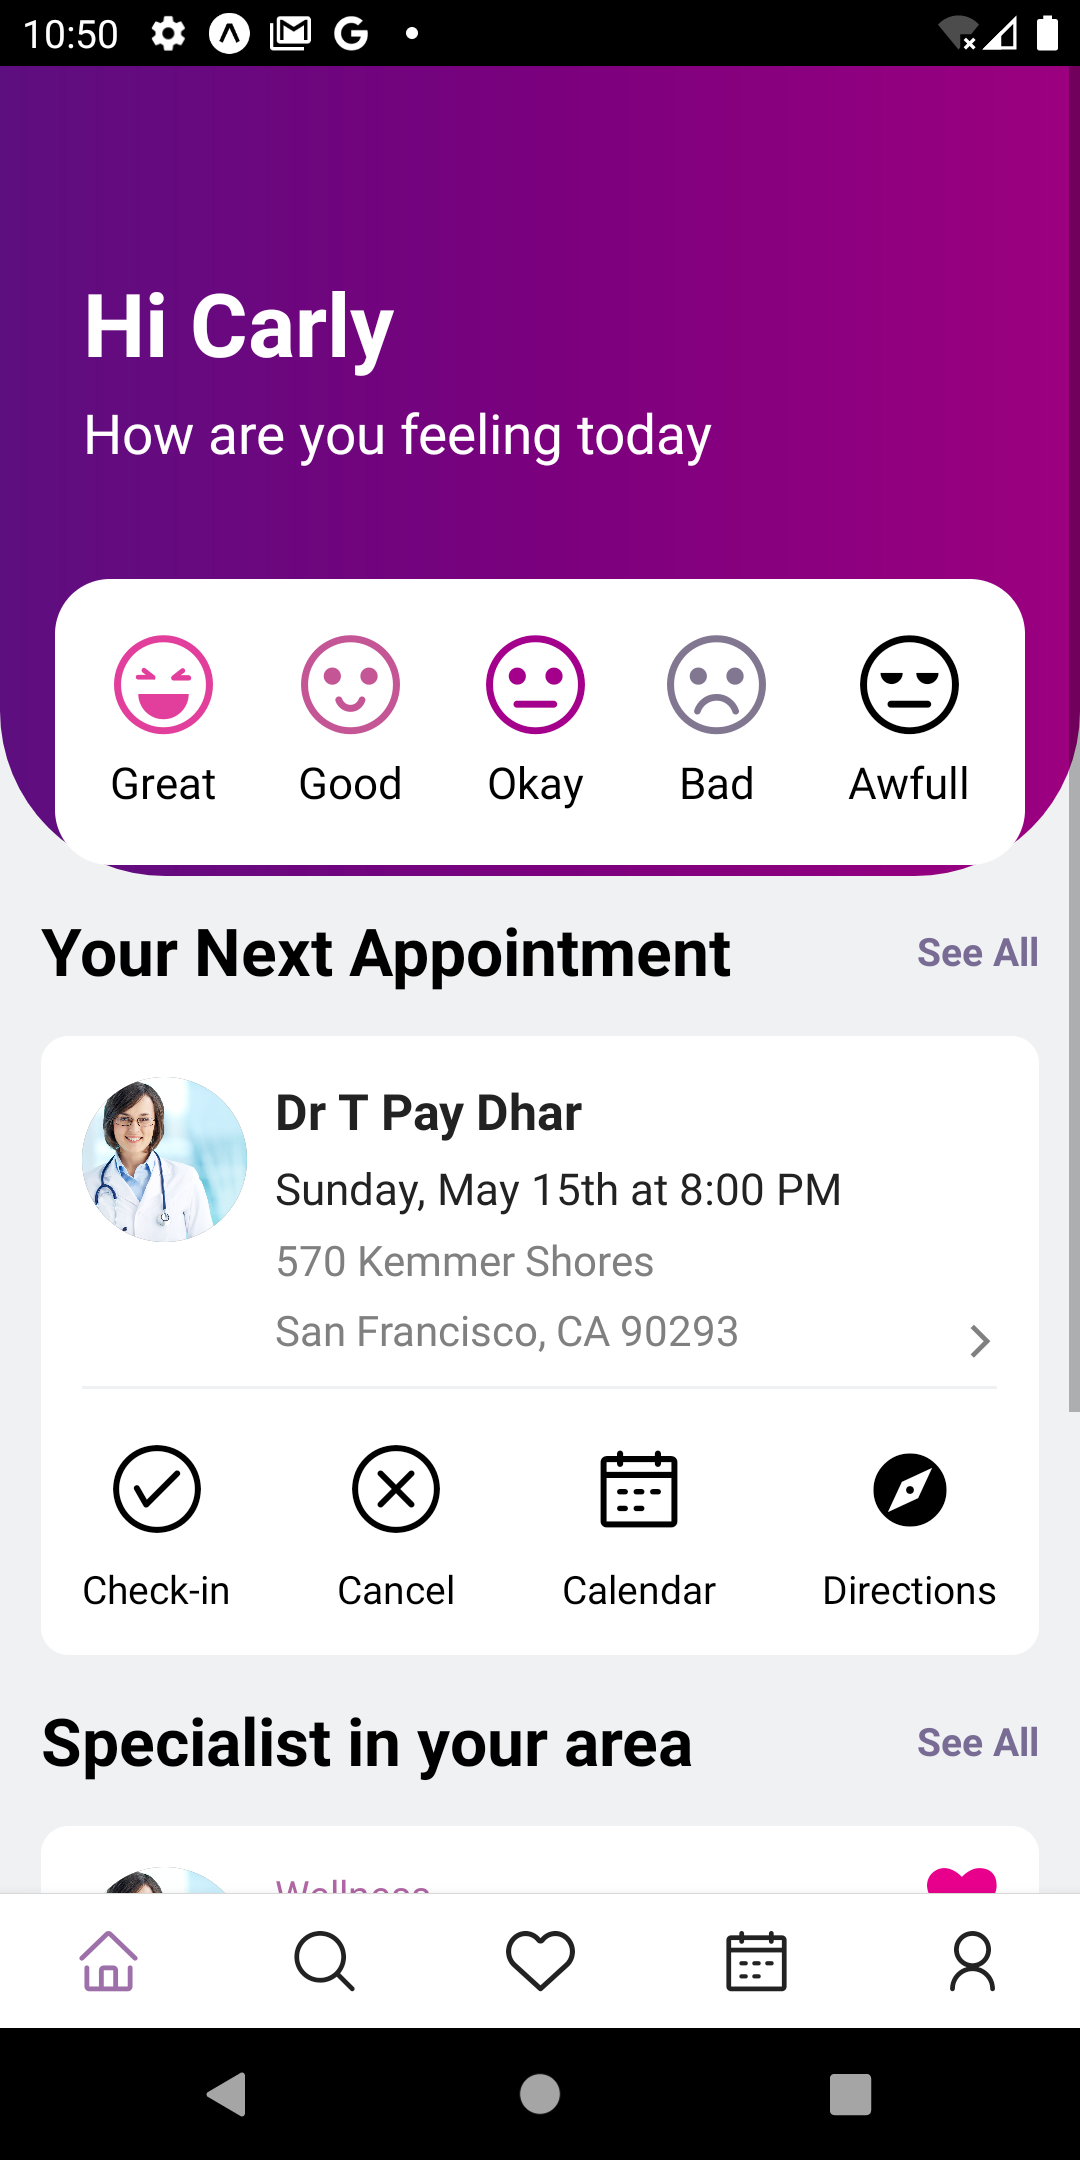 10:50
Hi Carly
How are you feeling today
Great Good Okay Bad Awfull
Your Next Appointment See All
Dr T Pay Dhar
Sunday, May 15th at 8:00 PM
570 Kemmer Shores
San Francisco, CA 90293
Check-in Cancel Calendar Directions
Specialist in your area See All
Wellness